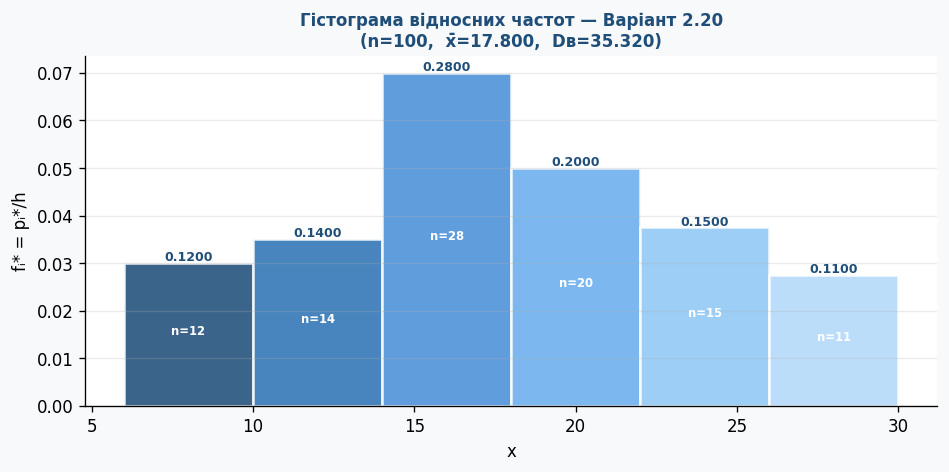 Гістограма відносних частот — Варіант 2.20
(n=100, x̄=17.800, Dв=35.320)
fᵢ* = pᵢ*/h
0.07
0.06
0.05
0.04
0.03
0.02
0.01
0.00
0.1200
0.1400
0.2800
0.2000
0.1500
0.1100
n=12
n=14
n=28
n=20
n=15
n=11
5
10
15
20
25
30
x